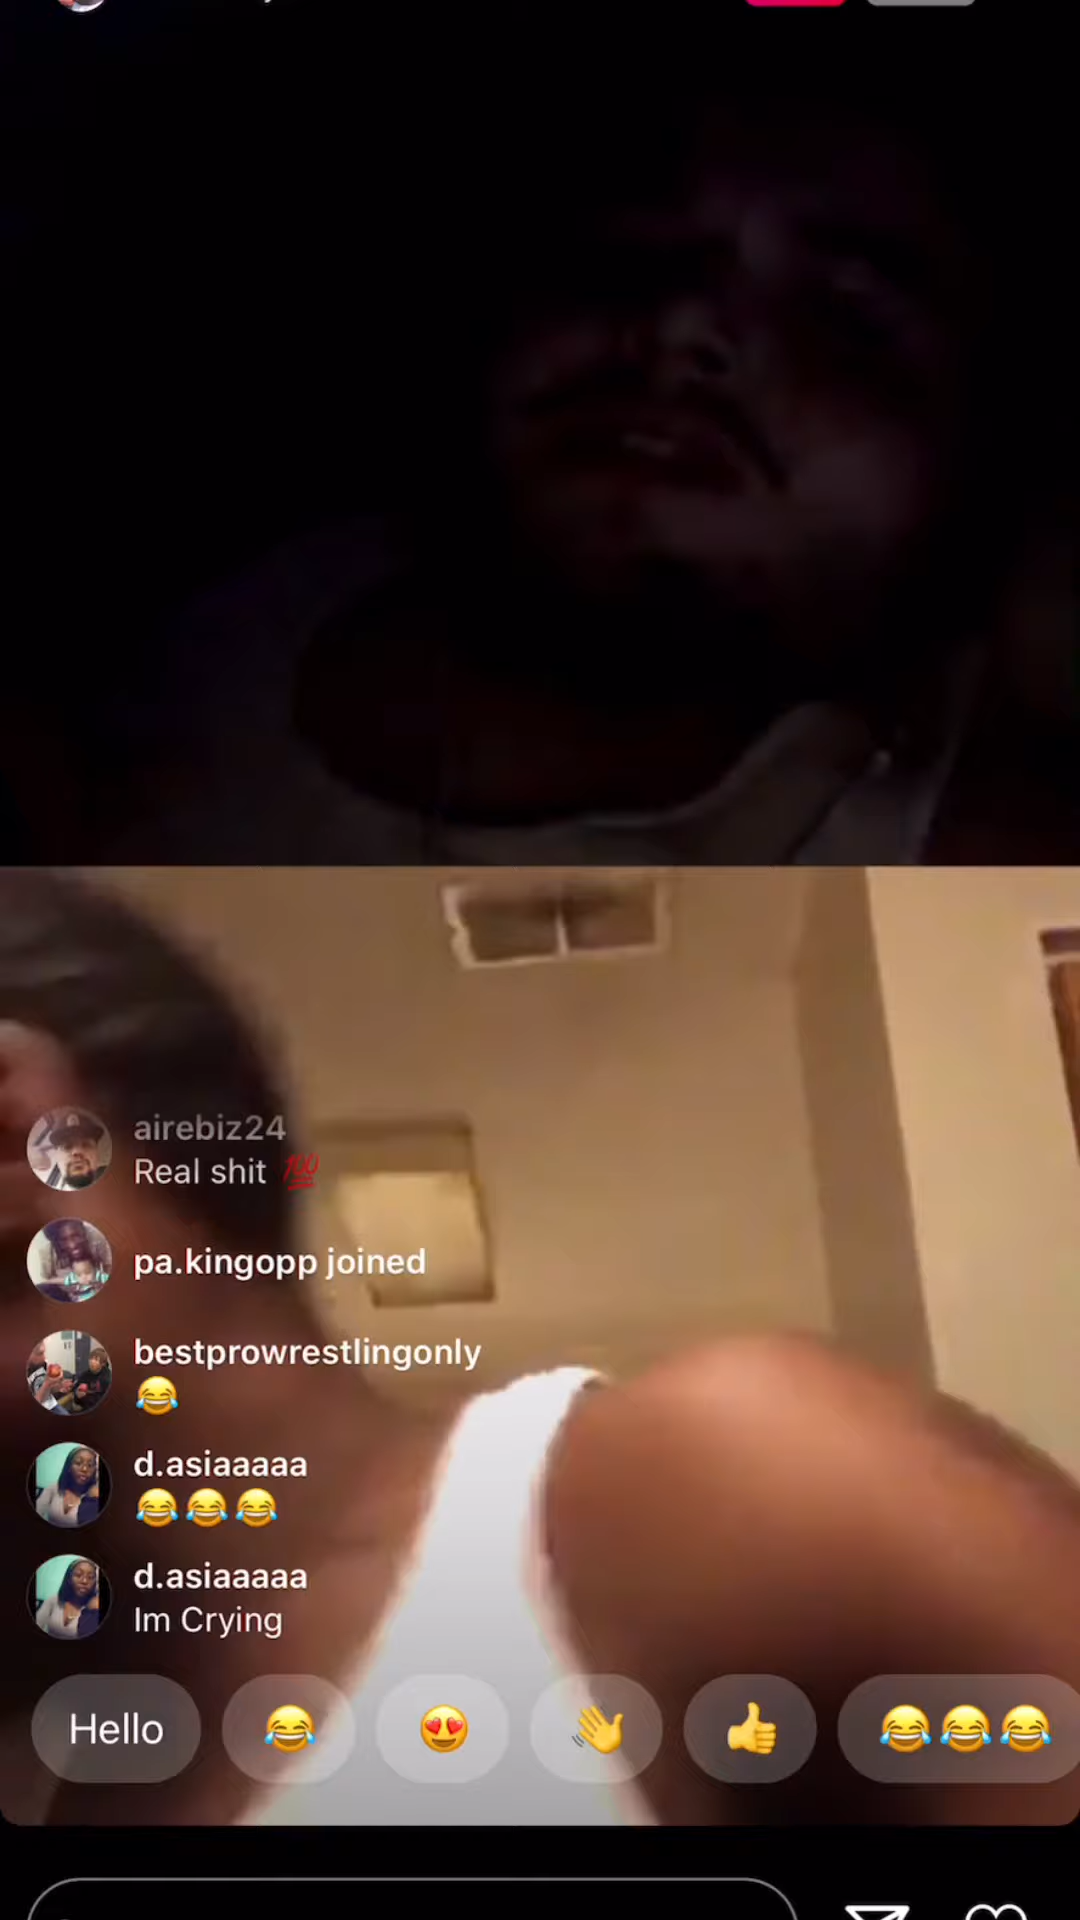 airebiz24
Real shit 💯
pa.kingopp joined
bestprowrestlingonly
😂
d.asiaaaaa
😂😂😂
d.asiaaaaa
Im Crying
Hello 😂 😍 👋 👍 😂😂😂